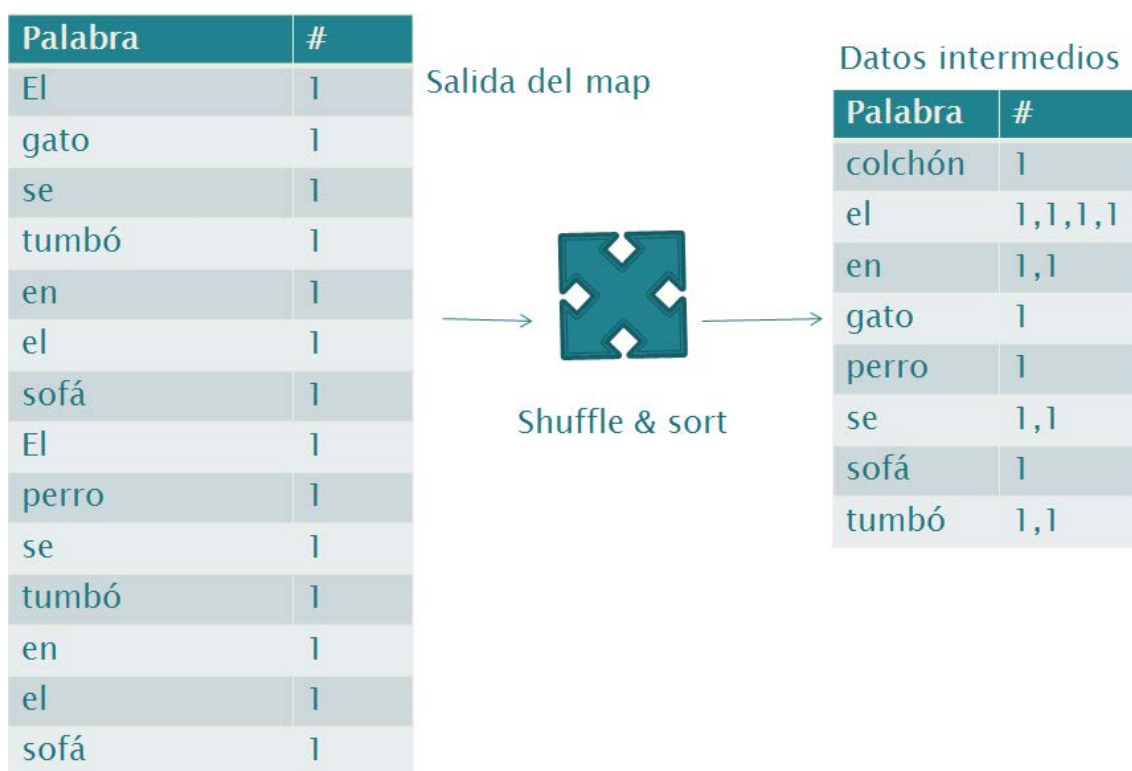 Palabra #
El 1
gato 1
se 1
tumbó 1
en 1
el 1
sofá 1
El 1
perro 1
se 1
tumbó 1
en 1
el 1
sofá 1
Salida del map
Shuffle & sort
Datos intermedios
Palabra #
colchón 1
el 1,1,1,1
en 1,1
gato 1
perro 1
se 1,1
sofá 1
tumbó 1,1